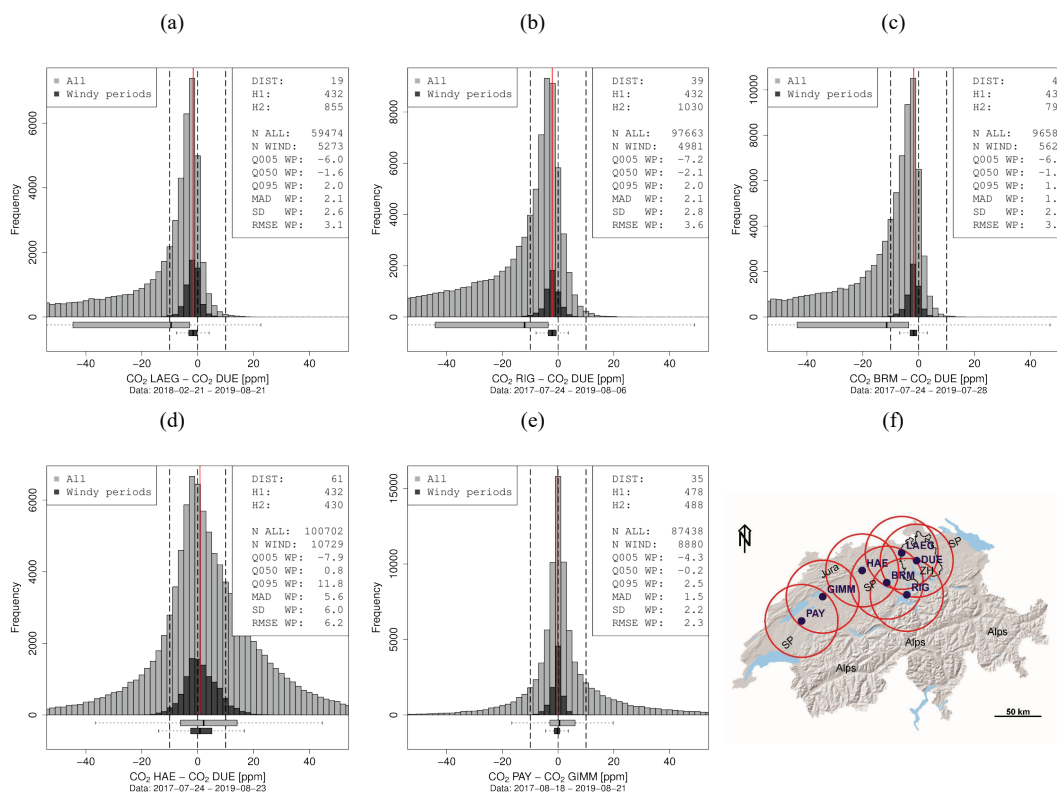 (a)
(b)
(c)
All
Windy periods
DIST: 19
H1: 432
H2: 855
N ALL: 59474
N WIND: 5273
Q005 WP: −6.0
Q050 WP: −1.6
Q095 WP: 2.0
MAD WP: 2.1
SD WP: 2.6
RMSE WP: 3.1
Frequency
0 2000 4000 6000
−40 −20 0 20 40
CO2 LAEG − CO2 DUE [ppm]
Data: 2018−02−21 − 2019−08−21
All
Windy periods
DIST: 39
H1: 432
H2: 1030
N ALL: 97663
N WIND: 4981
Q005 WP: −7.2
Q050 WP: −2.1
Q095 WP: 2.0
MAD WP: 2.1
SD WP: 2.8
RMSE WP: 3.6
Frequency
0 2000 4000 6000 8000
−40 −20 0 20 40
CO2 RIG − CO2 DUE [ppm]
Data: 2017−07−24 − 2019−08−06
All
Windy periods
DIST: 4
H1: 43
H2: 79
N ALL: 9658
N WIND: 562
Q005 WP: −6.
Q050 WP: −1.
Q095 WP: 1.
MAD WP: 1.
SD WP: 2.
RMSE WP: 3.
Frequency
0 2000 4000 6000 8000 10000
−40 −20 0 20 40
CO2 BRM − CO2 DUE [ppm]
Data: 2017−07−24 − 2019−07−28
(d)
(e)
(f)
All
Windy periods
DIST: 61
H1: 432
H2: 430
N ALL: 100702
N WIND: 10729
Q005 WP: −7.9
Q050 WP: 0.8
Q095 WP: 11.8
MAD WP: 5.6
SD WP: 6.0
RMSE WP: 6.2
Frequency
0 2000 4000 6000
−40 −20 0 20 40
CO2 HAE − CO2 DUE [ppm]
Data: 2017−07−24 − 2019−08−23
All
Windy periods
DIST: 35
H1: 478
H2: 488
N ALL: 87438
N WIND: 8880
Q005 WP: −4.3
Q050 WP: −0.2
Q095 WP: 2.5
MAD WP: 1.5
SD WP: 2.2
RMSE WP: 2.3
Frequency
0 5000 10000 15000
−40 −20 0 20 40
CO2 PAY − CO2 GIMM [ppm]
Data: 2017−08−18 − 2019−08−21
N
LAEG
SP
DUE
HAE
Jura
ZH
BRM
SP
GIMM
RIG
PAY
SP
Alps
Alps
50 km